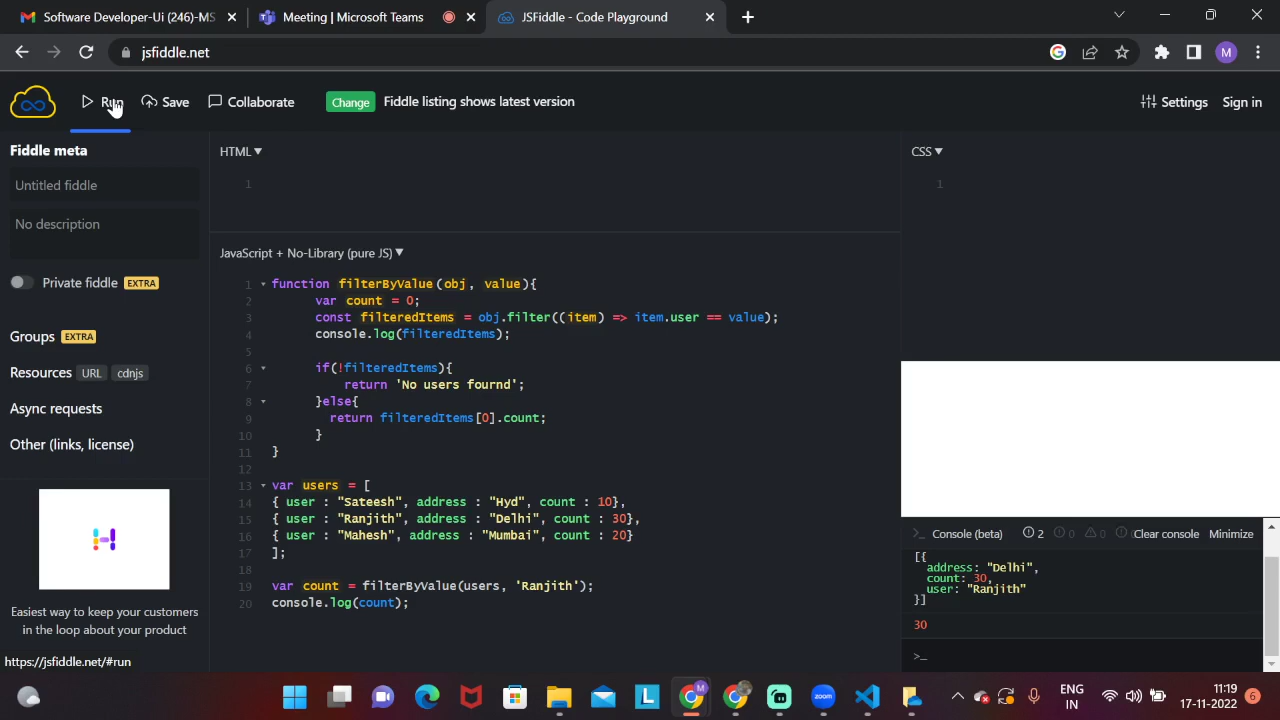 Software Developer-Ui (246)-MS
Meeting | Microsoft Teams
JSFiddle - Code Playground
jsfiddle.net
M
Run
Save
Collaborate
Change
Fiddle listing shows latest version
Settings
Sign in
Fiddle meta
Untitled fiddle
No description
Private fiddle EXTRA
Groups EXTRA
Resources URL cdnjs
Async requests
Other (links, license)
Easiest way to keep your customers
in the loop about your product
https://jsfiddle.net/#run
HTML
1
CSS
1
JavaScript + No-Library (pure JS)
1 function filterByValue(obj, value){
2 var count = 0;
3 const filteredItems = obj.filter((item) => item.user == value);
4 console.log(filteredItems);
5
6 if(!filteredItems){
7 return 'No users fournd';
8 }else{
9 return filteredItems[0].count;
10 }
11 }
12
13 var users = [
14 { user : "Sateesh", address : "Hyd", count : 10},
15 { user : "Ranjith", address : "Delhi", count : 30},
16 { user : "Mahesh", address : "Mumbai", count : 20}
17 ];
18
19 var count = filterByValue(users, 'Ranjith');
20 console.log(count);
>_ Console (beta) 2 0 0 Clear console Minimize
[{
address: "Delhi",
count: 30,
user: "Ranjith"
}]
30
>_
L
M
zoom
ENG
IN
11:19
17-11-2022
6